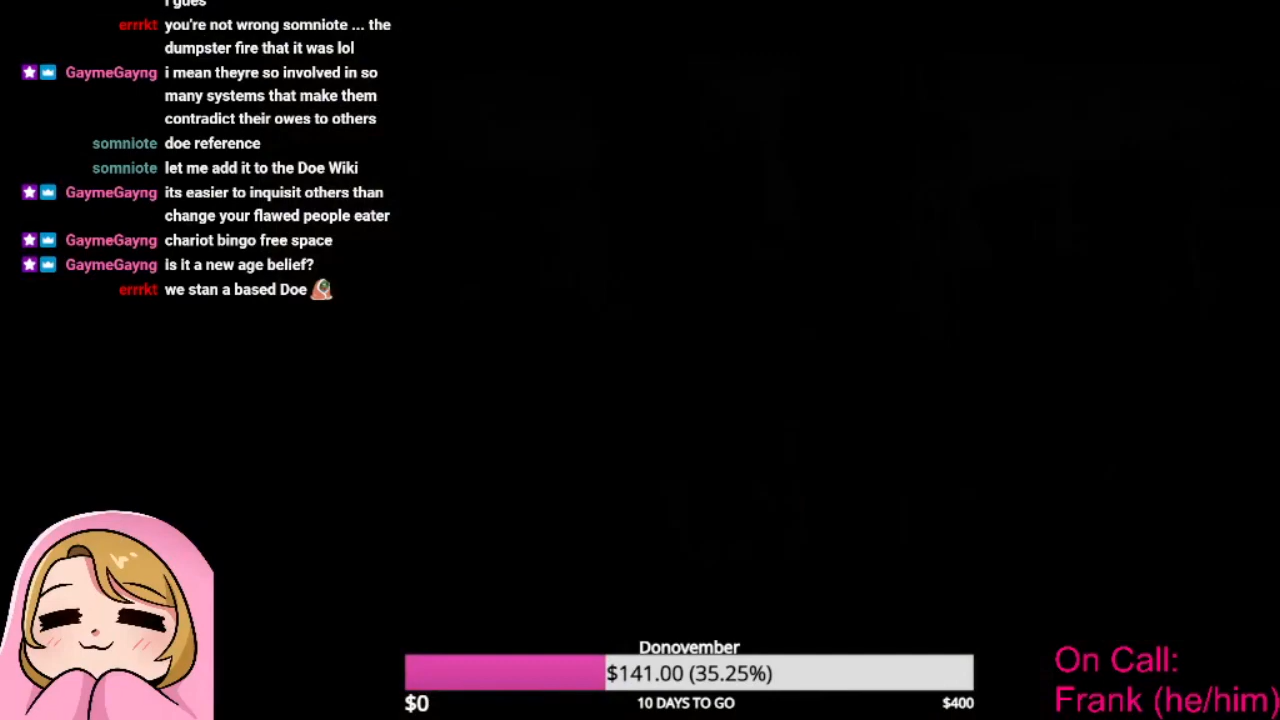 i gues
errrkt you're not wrong somniote ... the
dumpster fire that it was lol
GaymeGayng i mean theyre so involved in so
many systems that make them
contradict their owes to others
somniote doe reference
somniote let me add it to the Doe Wiki
GaymeGayng its easier to inquisit others than
change your flawed people eater
GaymeGayng chariot bingo free space
GaymeGayng is it a new age belief?
errrkt we stan a based Doe
Donovember
$141.00 (35.25%)
$0 10 DAYS TO GO $400
On Call:
Frank (he/him)